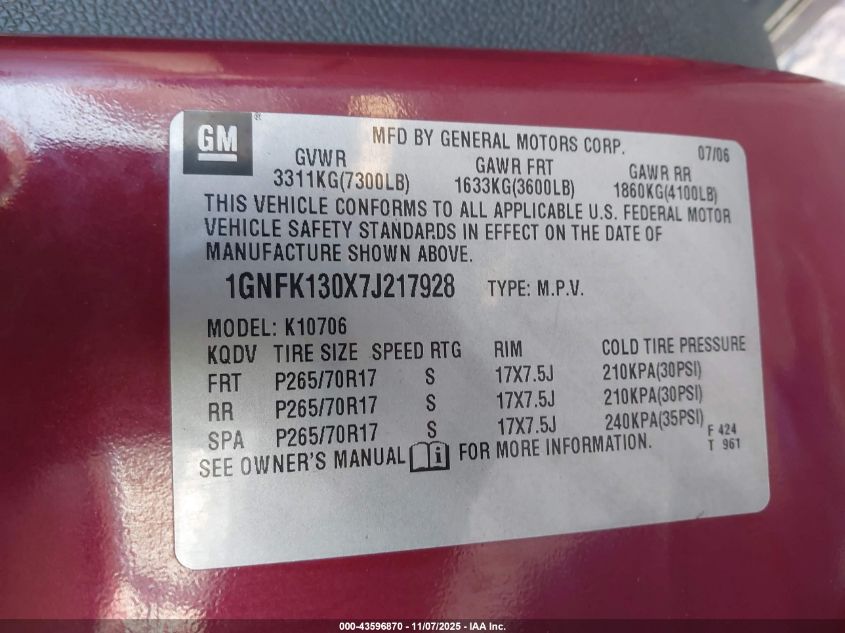 GM®
MFD BY GENERAL MOTORS CORP. 07/06
GVWR GAWR FRT GAWR RR
3311KG(7300LB) 1633KG(3600LB) 1860KG(4100LB)
THIS VEHICLE CONFORMS TO ALL APPLICABLE U.S. FEDERAL MOTOR
VEHICLE SAFETY STANDARDS IN EFFECT ON THE DATE OF
MANUFACTURE SHOWN ABOVE.
1GNFK130X7J217928 TYPE: M.P.V.
MODEL: K10706
KQDV TIRE SIZE SPEED RTG RIM COLD TIRE PRESSURE
FRT P265/70R17 S 17X7.5J 210KPA(30PSI)
RR P265/70R17 S 17X7.5J 210KPA(30PSI)
SPA P265/70R17 S 17X7.5J 240KPA(35PSI)
F 424
T 961
SEE OWNER'S MANUAL i FOR MORE INFORMATION.
000-43596870 - 11/07/2025 - IAA Inc.